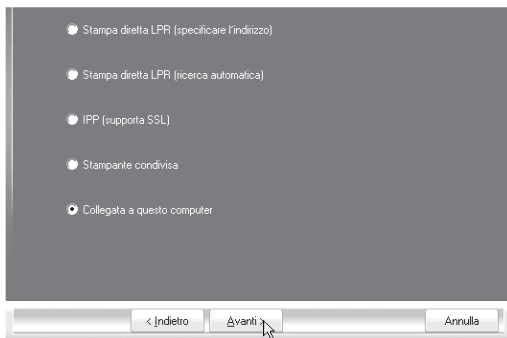 Stampa diretta LPR (specificare l'indirizzo)
Stampa diretta LPR (ricerca automatica)
IPP (supporta SSL)
Stampante condivisa
Collegata a questo computer
< Indietro Avanti > Annulla